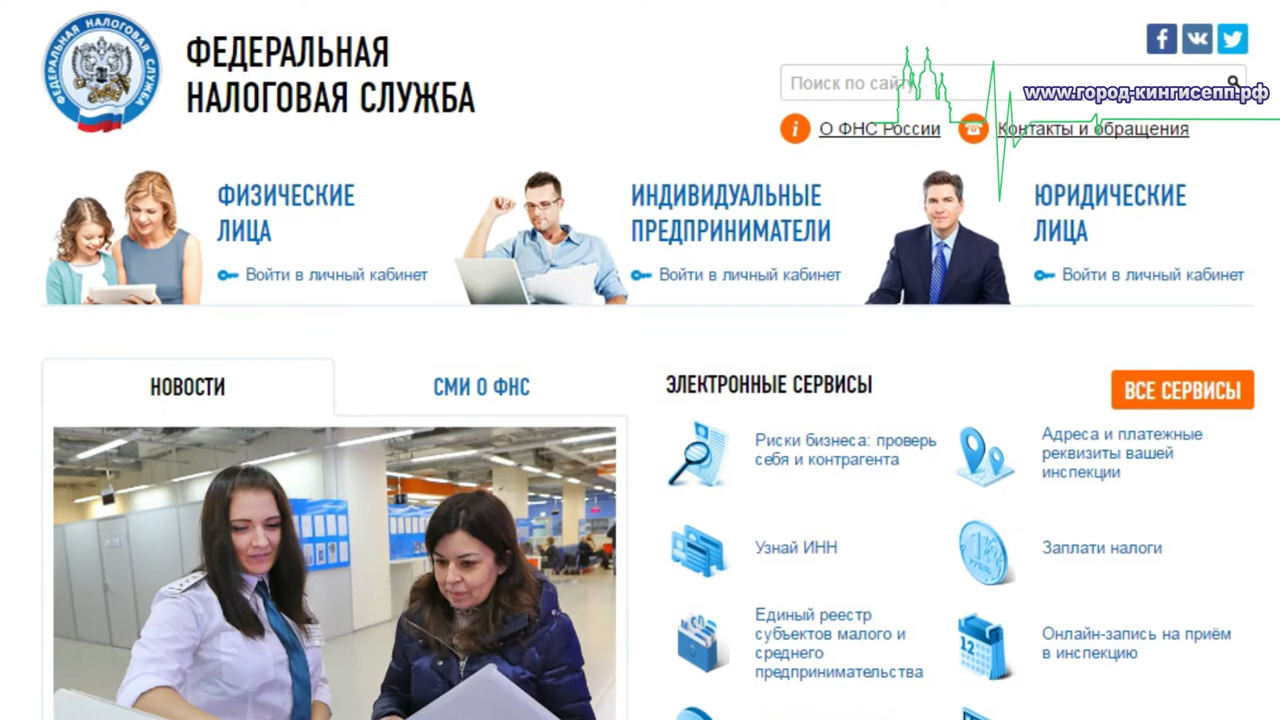 ФЕДЕРАЛЬНАЯ НАЛОГОВАЯ СЛУЖБА
ФЕДЕРАЛЬНАЯ
НАЛОГОВАЯ СЛУЖБА
Поиск по сайту
www.город-кингисепп.рф
О ФНС России
Контакты и обращения
ФИЗИЧЕСКИЕ
ЛИЦА
Войти в личный кабинет
ИНДИВИДУАЛЬНЫЕ
ПРЕДПРИНИМАТЕЛИ
Войти в личный кабинет
ЮРИДИЧЕСКИЕ
ЛИЦА
Войти в личный кабинет
НОВОСТИ
СМИ О ФНС
ЭЛЕКТРОННЫЕ СЕРВИСЫ
ВСЕ СЕРВИСЫ
Риски бизнеса: проверь
себя и контрагента
Адреса и платежные
реквизиты вашей
инспекции
Узнай ИНН
Заплати налоги
Единый реестр
субъектов малого и
среднего
предпринимательства
12
Онлайн-запись на приём
в инспекцию